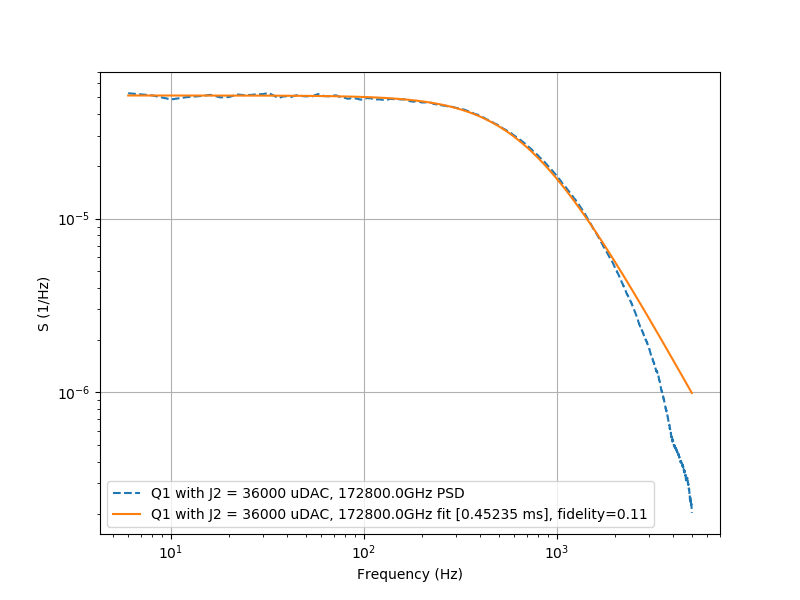 S (1/Hz)
10⁻⁵
10⁻⁶
Q1 with J2 = 36000 uDAC, 172800.0GHz PSD
Q1 with J2 = 36000 uDAC, 172800.0GHz fit [0.45235 ms], fidelity=0.11
10¹ 10² 10³
Frequency (Hz)